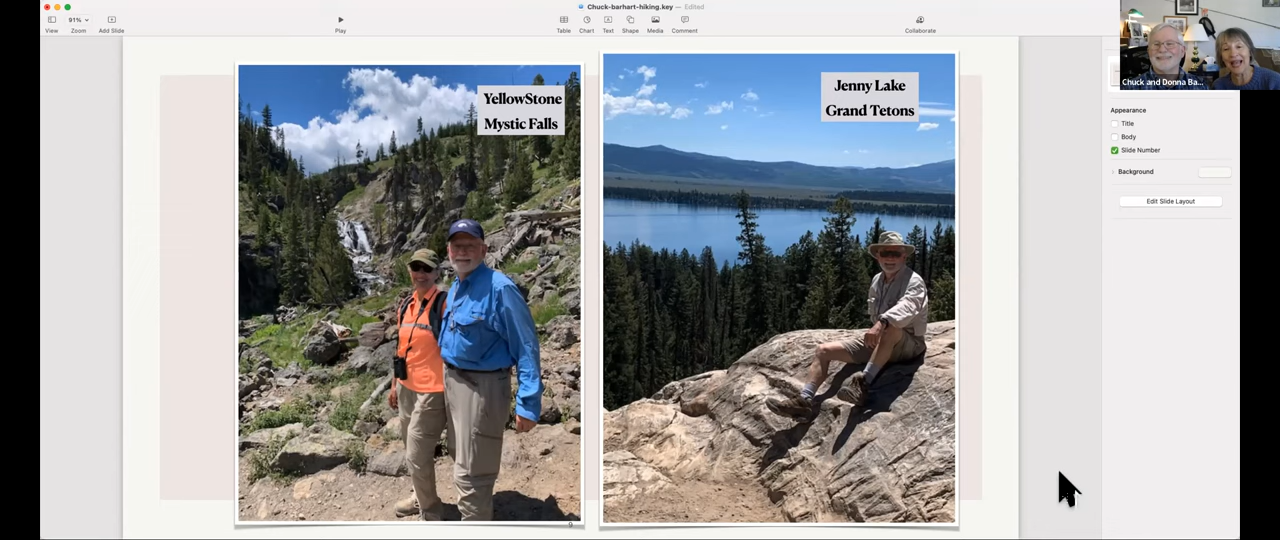 Chuck-barhart-hiking.key — Edited
91%
View
Zoom
Add Slide
Play
Table
Chart
Text
Shape
Media
Comment
Collaborate
YellowStone
Mystic Falls
Jenny Lake
Grand Tetons
9
Chuck and Donna Ba...
Appearance
Title
Body
Slide Number
Background
Edit Slide Layout